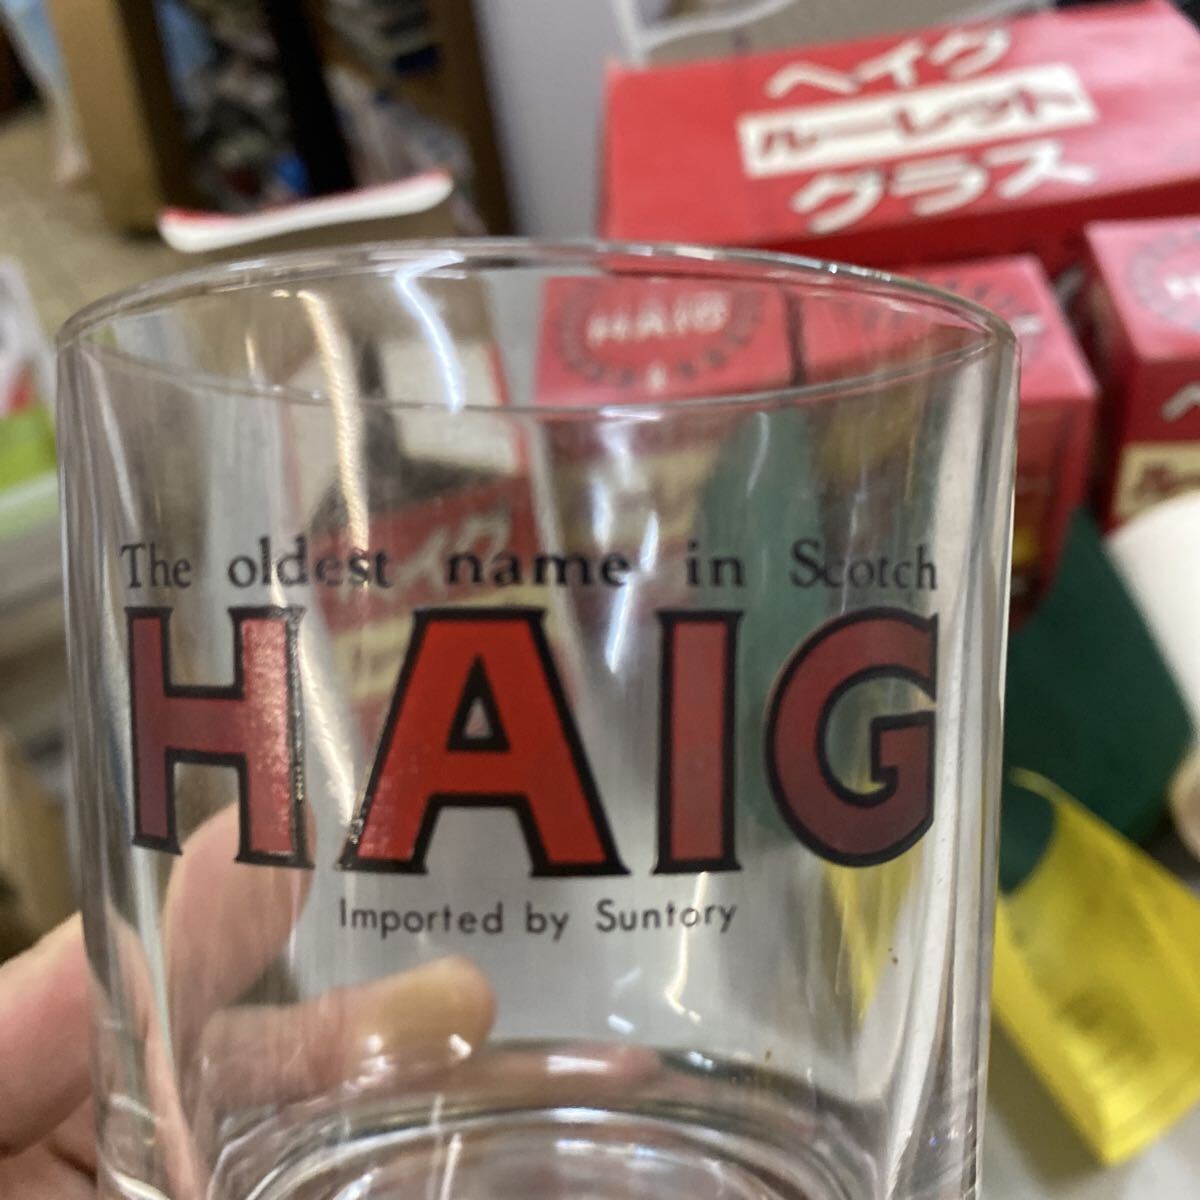 ヘイグ
ルーレット
グラス
HAIG
The oldest name in Scotch
HAIG
Imported by Suntory